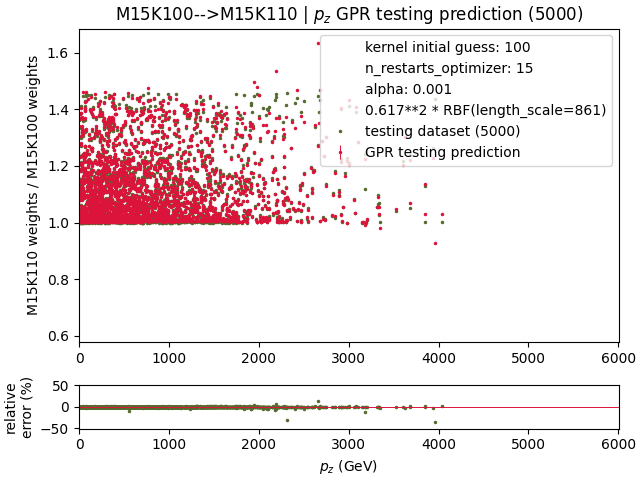 M15K100-->M15K110 | p_z GPR testing prediction (5000)
M15K110 weights / M15K100 weights
1.6
1.4
1.2
1.0
0.8
0.6
kernel initial guess: 100
n_restarts_optimizer: 15
alpha: 0.001
0.617**2 * RBF(length_scale=861)
testing dataset (5000)
GPR testing prediction
0 1000 2000 3000 4000 5000 6000
relative
error (%)
50
0
−50
0 1000 2000 3000 4000 5000 6000
p_z (GeV)